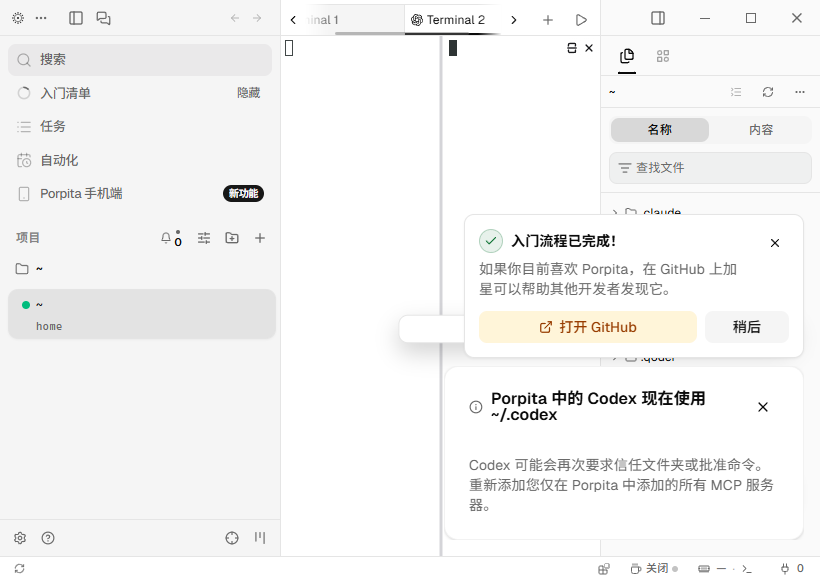 搜索
入门清单 隐藏
任务
自动化
Porpita 手机端 新功能
项目 0
~
~
home
Terminal 2
~
名称 内容
查找文件
.claude
入门流程已完成！
如果你目前喜欢 Porpita，在 GitHub 上加
星可以帮助其他开发者发现它。
打开 GitHub 稍后
Porpita 中的 Codex 现在使用
~/.codex
Codex 可能会再次要求信任文件夹或批准命令。
重新添加您仅在 Porpita 中添加的所有 MCP 服务
器。
关闭 0